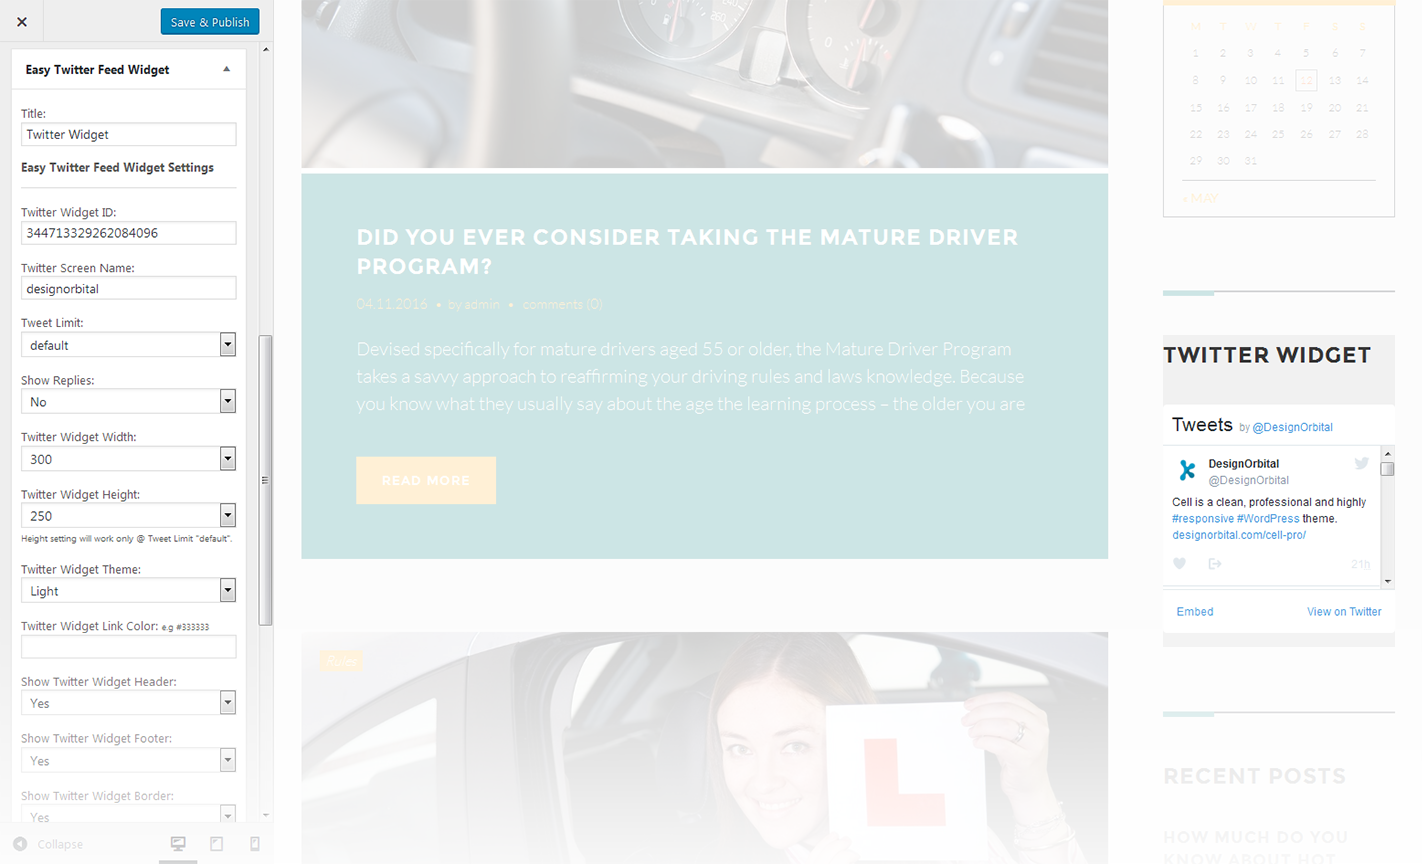 Save & Publish
Easy Twitter Feed Widget
Title:
Twitter Widget
Easy Twitter Feed Widget Settings
Twitter Widget ID:
344713329262084096
Twitter Screen Name:
designorbital
Tweet Limit:
default
Show Replies:
No
Twitter Widget Width:
300
Twitter Widget Height:
250
Height setting will work only @ Tweet Limit "default".
Twitter Widget Theme:
Light
Twitter Widget Link Color: e.g #333333
Show Twitter Widget Header:
Yes
Show Twitter Widget Footer:
Yes
Show Twitter Widget Border:
Yes
Collapse
DID YOU EVER CONSIDER TAKING THE MATURE DRIVER
PROGRAM?
04.11.2016 • by admin • comments (0)
Devised specifically for mature drivers aged 55 or older, the Mature Driver Program
takes a savvy approach to reaffirming your driving rules and laws knowledge. Because
you know what they usually say about the age the learning process – the older you are
READ MORE
Rules
L
M T W T F S S
1 2 3 4 5 6 7
8 9 10 11 12 13 14
15 16 17 18 19 20 21
22 23 24 25 26 27 28
29 30 31
« MAY
TWITTER WIDGET
Tweets by @DesignOrbital
DesignOrbital
@DesignOrbital
Cell is a clean, professional and highly
#responsive #WordPress theme.
designorbital.com/cell-pro/
21h
Embed View on Twitter
RECENT POSTS
HOW MUCH DO YOU
KNOW ABOUT HOT